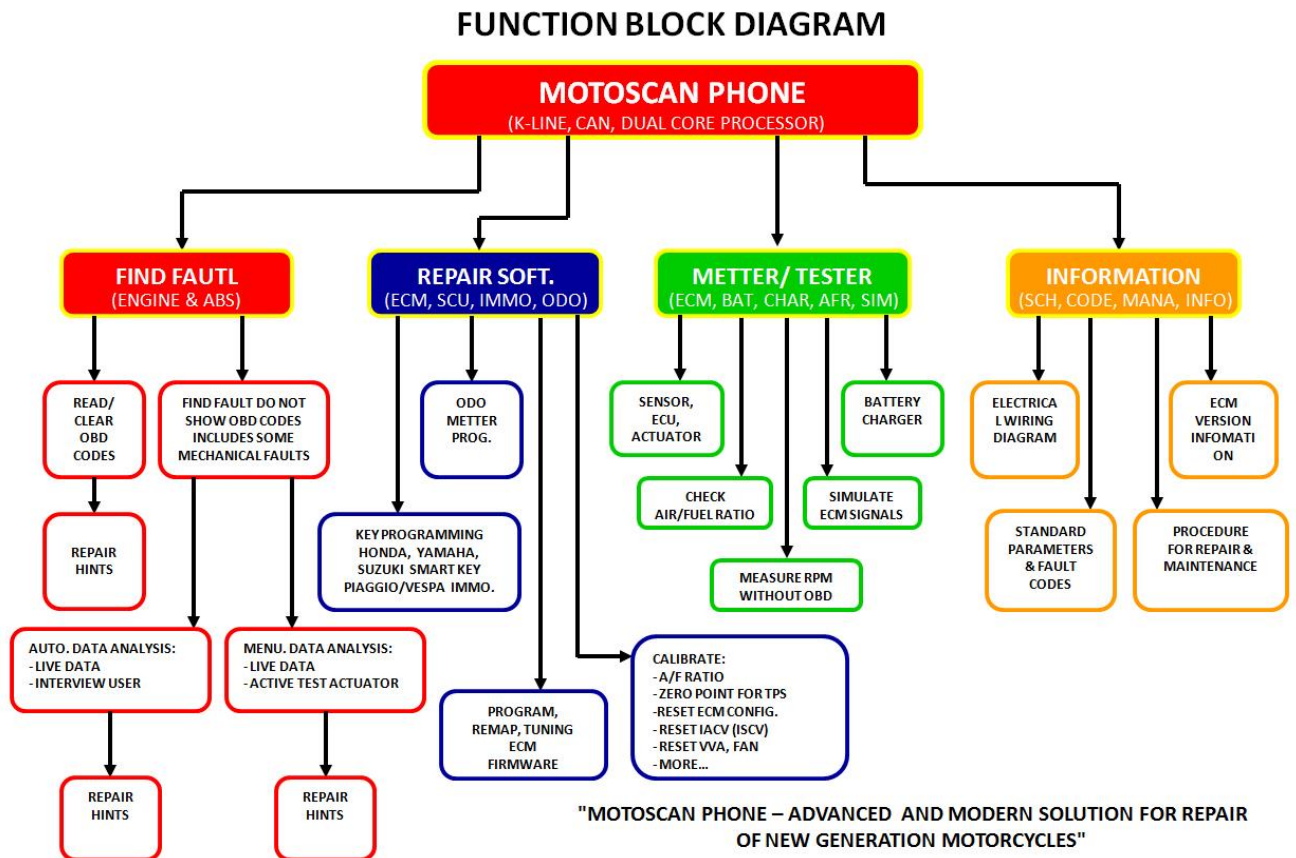 FUNCTION BLOCK DIAGRAM
MOTOSCAN PHONE
(K-LINE, CAN, DUAL CORE PROCESSOR)
FIND FAUTL
(ENGINE & ABS)
REPAIR SOFT.
(ECM, SCU, IMMO, ODO)
METTER/ TESTER
(ECM, BAT, CHAR, AFR, SIM)
INFORMATION
(SCH, CODE, MANA, INFO)
READ/
CLEAR
OBD
CODES
FIND FAULT DO NOT
SHOW OBD CODES
INCLUDES SOME
MECHANICAL FAULTS
ODO
METTER
PROG.
SENSOR,
ECU,
ACTUATOR
BATTERY
CHARGER
ELECTRICA
L WIRING
DIAGRAM
ECM
VERSION
INFOMATI
ON
CHECK
AIR/FUEL RATIO
SIMULATE
ECM SIGNALS
REPAIR
HINTS
KEY PROGRAMMING
HONDA, YAMAHA,
SUZUKI SMART KEY
PIAGGIO/VESPA IMMO.
MEASURE RPM
WITHOUT OBD
STANDARD
PARAMETERS
& FAULT
CODES
PROCEDURE
FOR REPAIR &
MAINTENANCE
AUTO. DATA ANALYSIS:
- LIVE DATA
- INTERVIEW USER
MENU. DATA ANALYSIS:
- LIVE DATA
- ACTIVE TEST ACTUATOR
PROGRAM,
REMAP, TUNING
ECM
FIRMWARE
CALIBRATE:
- A/F RATIO
- ZERO POINT FOR TPS
-RESET ECM CONFIG.
- RESET IACV (ISCV)
- RESET VVA, FAN
- MORE...
REPAIR
HINTS
REPAIR
HINTS
"MOTOSCAN PHONE – ADVANCED AND MODERN SOLUTION FOR REPAIR
OF NEW GENERATION MOTORCYCLES"